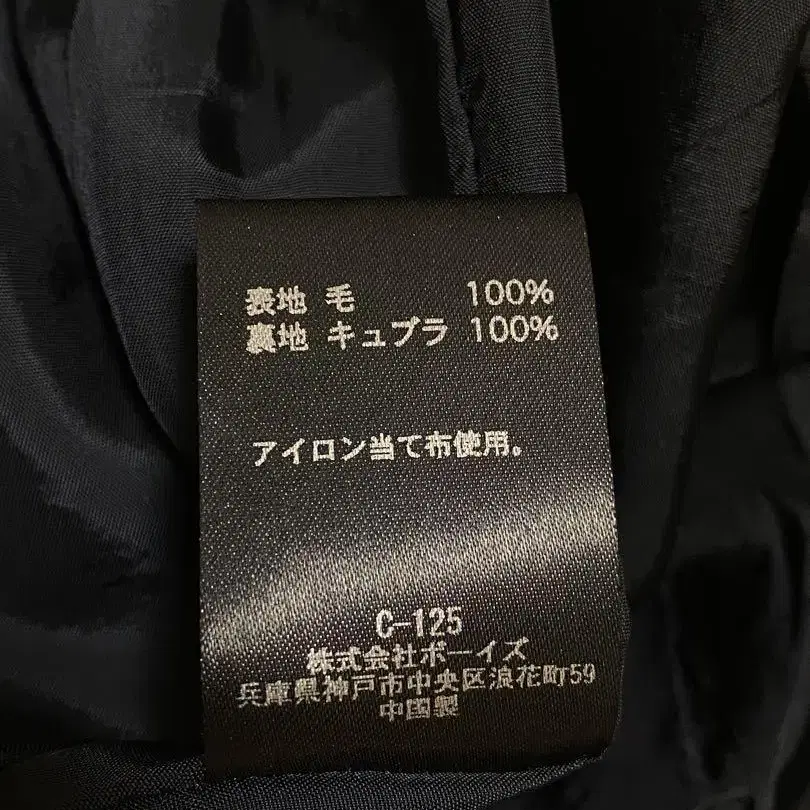 表地 毛 100%
裏地 キュプラ 100%
アイロン当て布使用。
C-125
株式会社ボーイズ
兵庫県神戸市中央区浪花町59
中国製